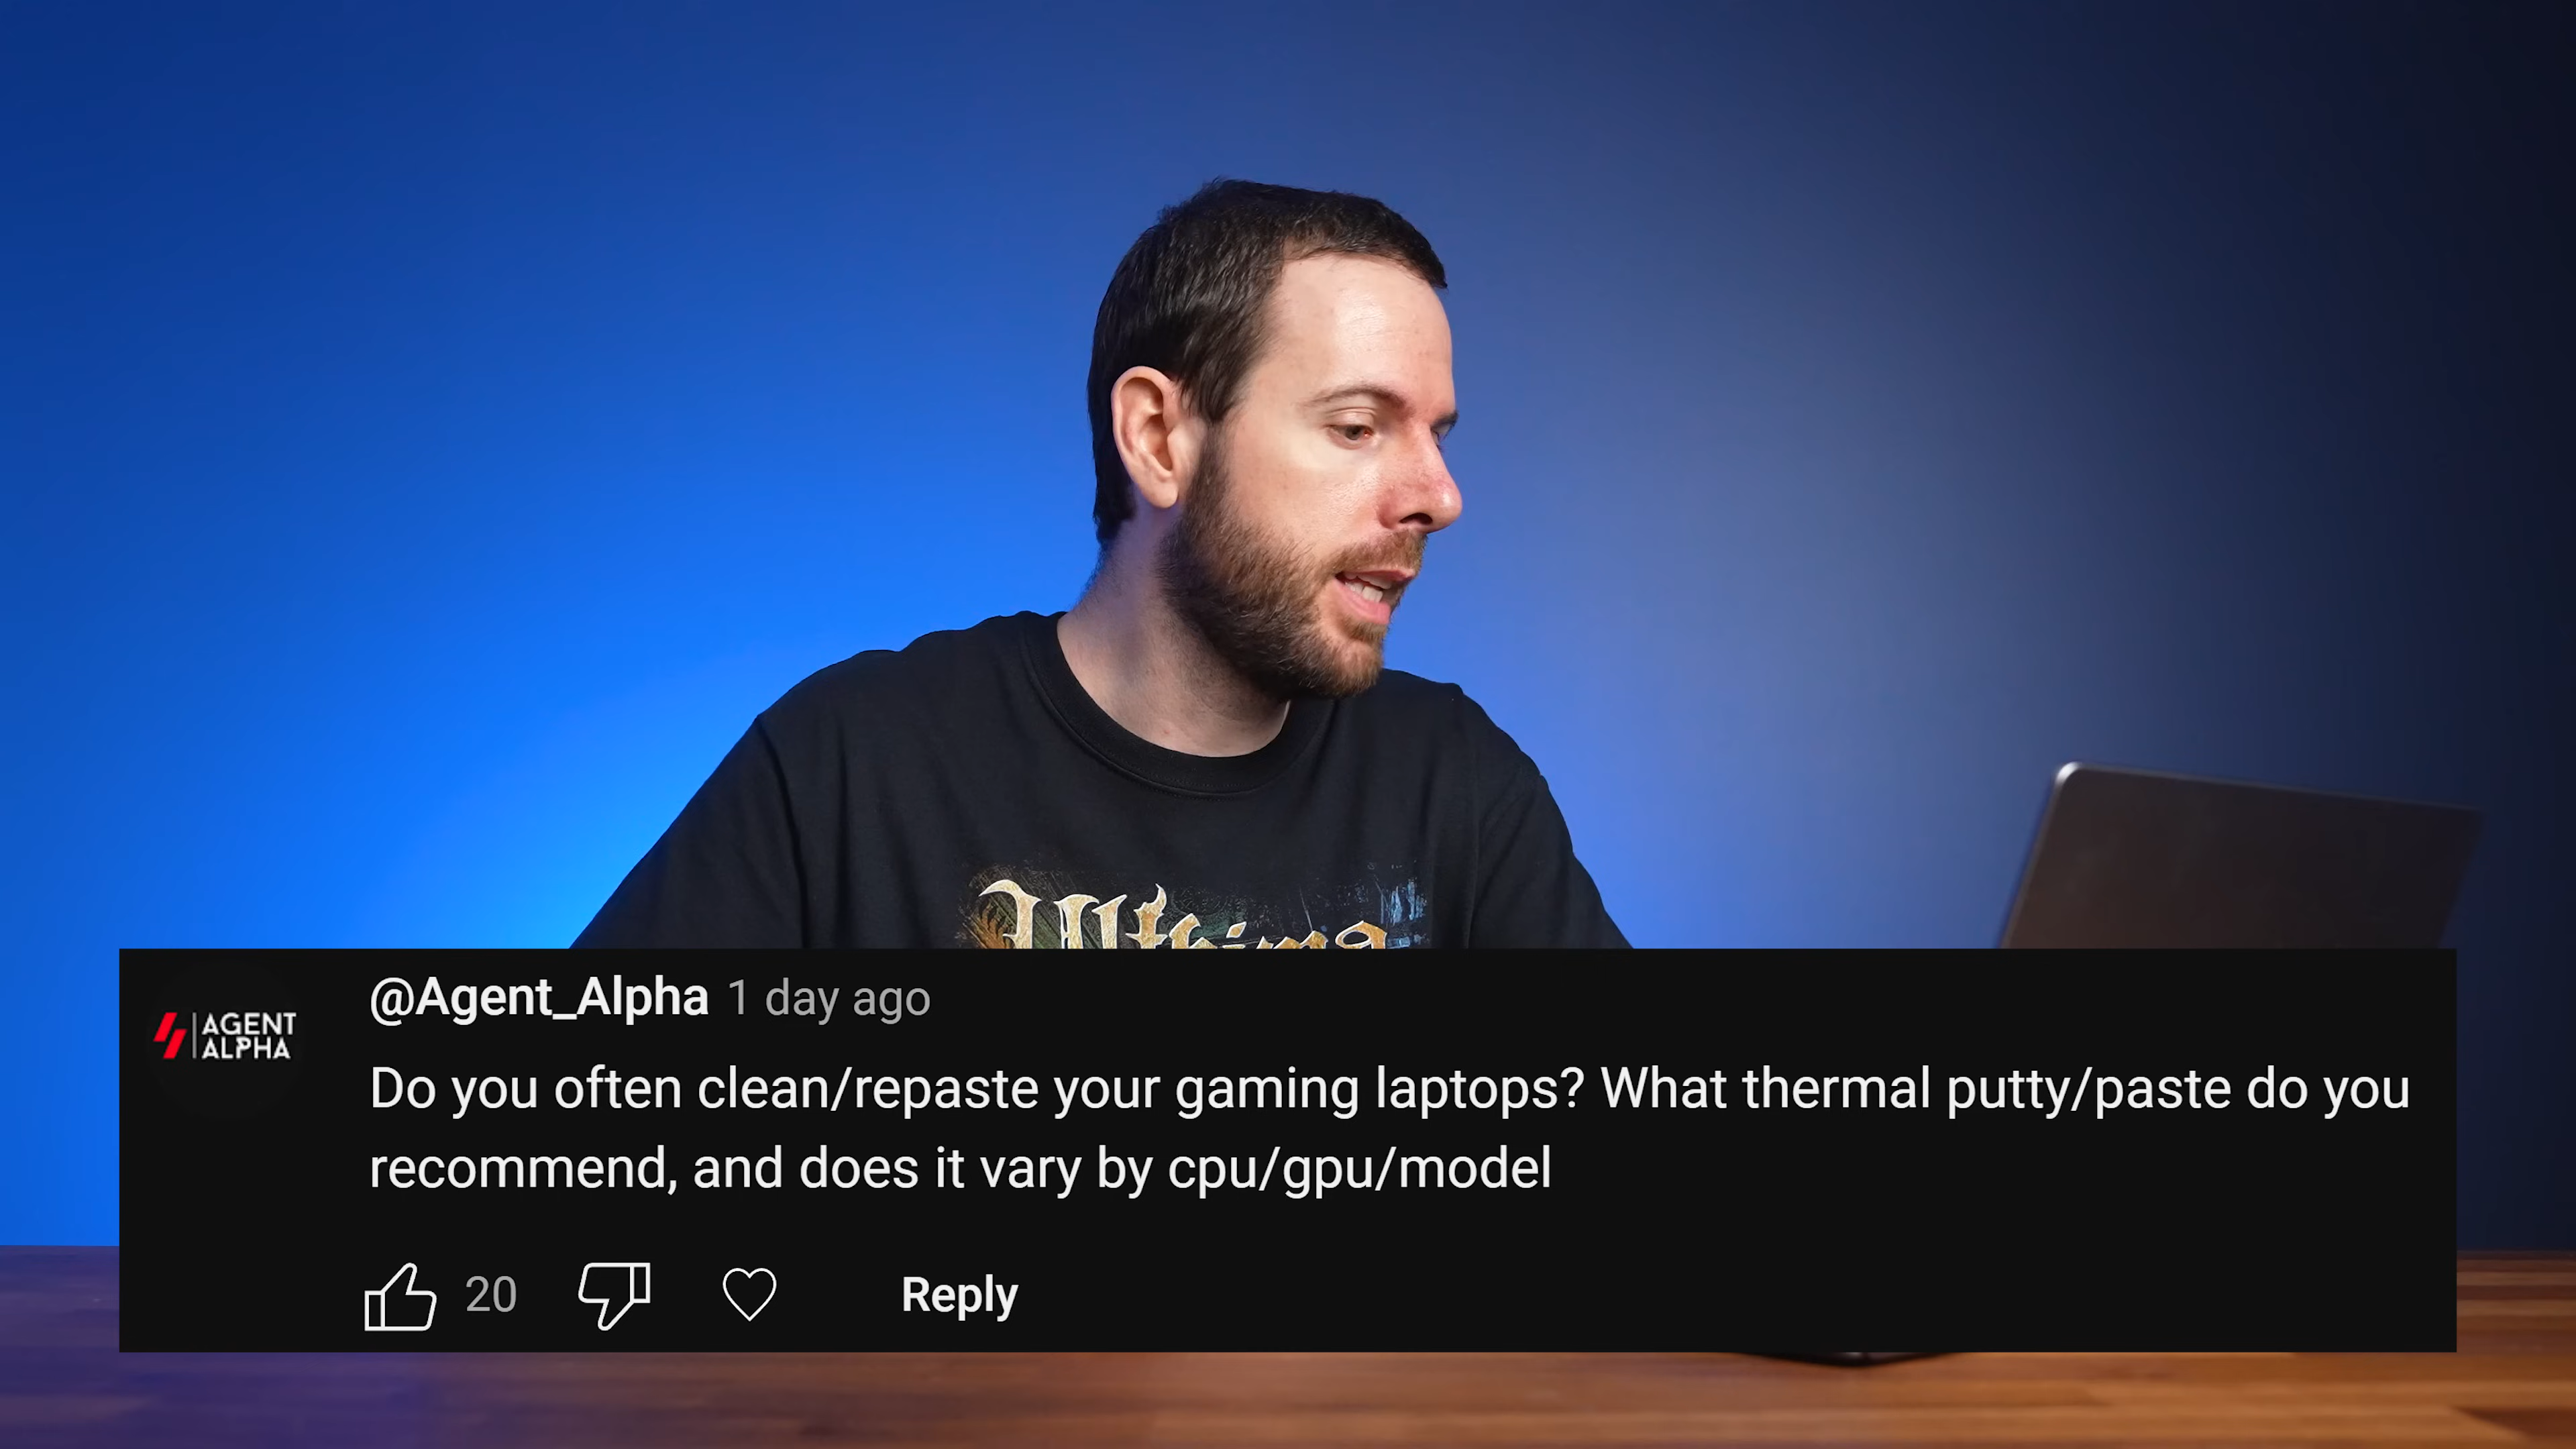 @Agent_Alpha 1 day ago
AGENT
ALPHA
Do you often clean/repaste your gaming laptops? What thermal putty/paste do you
recommend, and does it vary by cpu/gpu/model
20
Reply